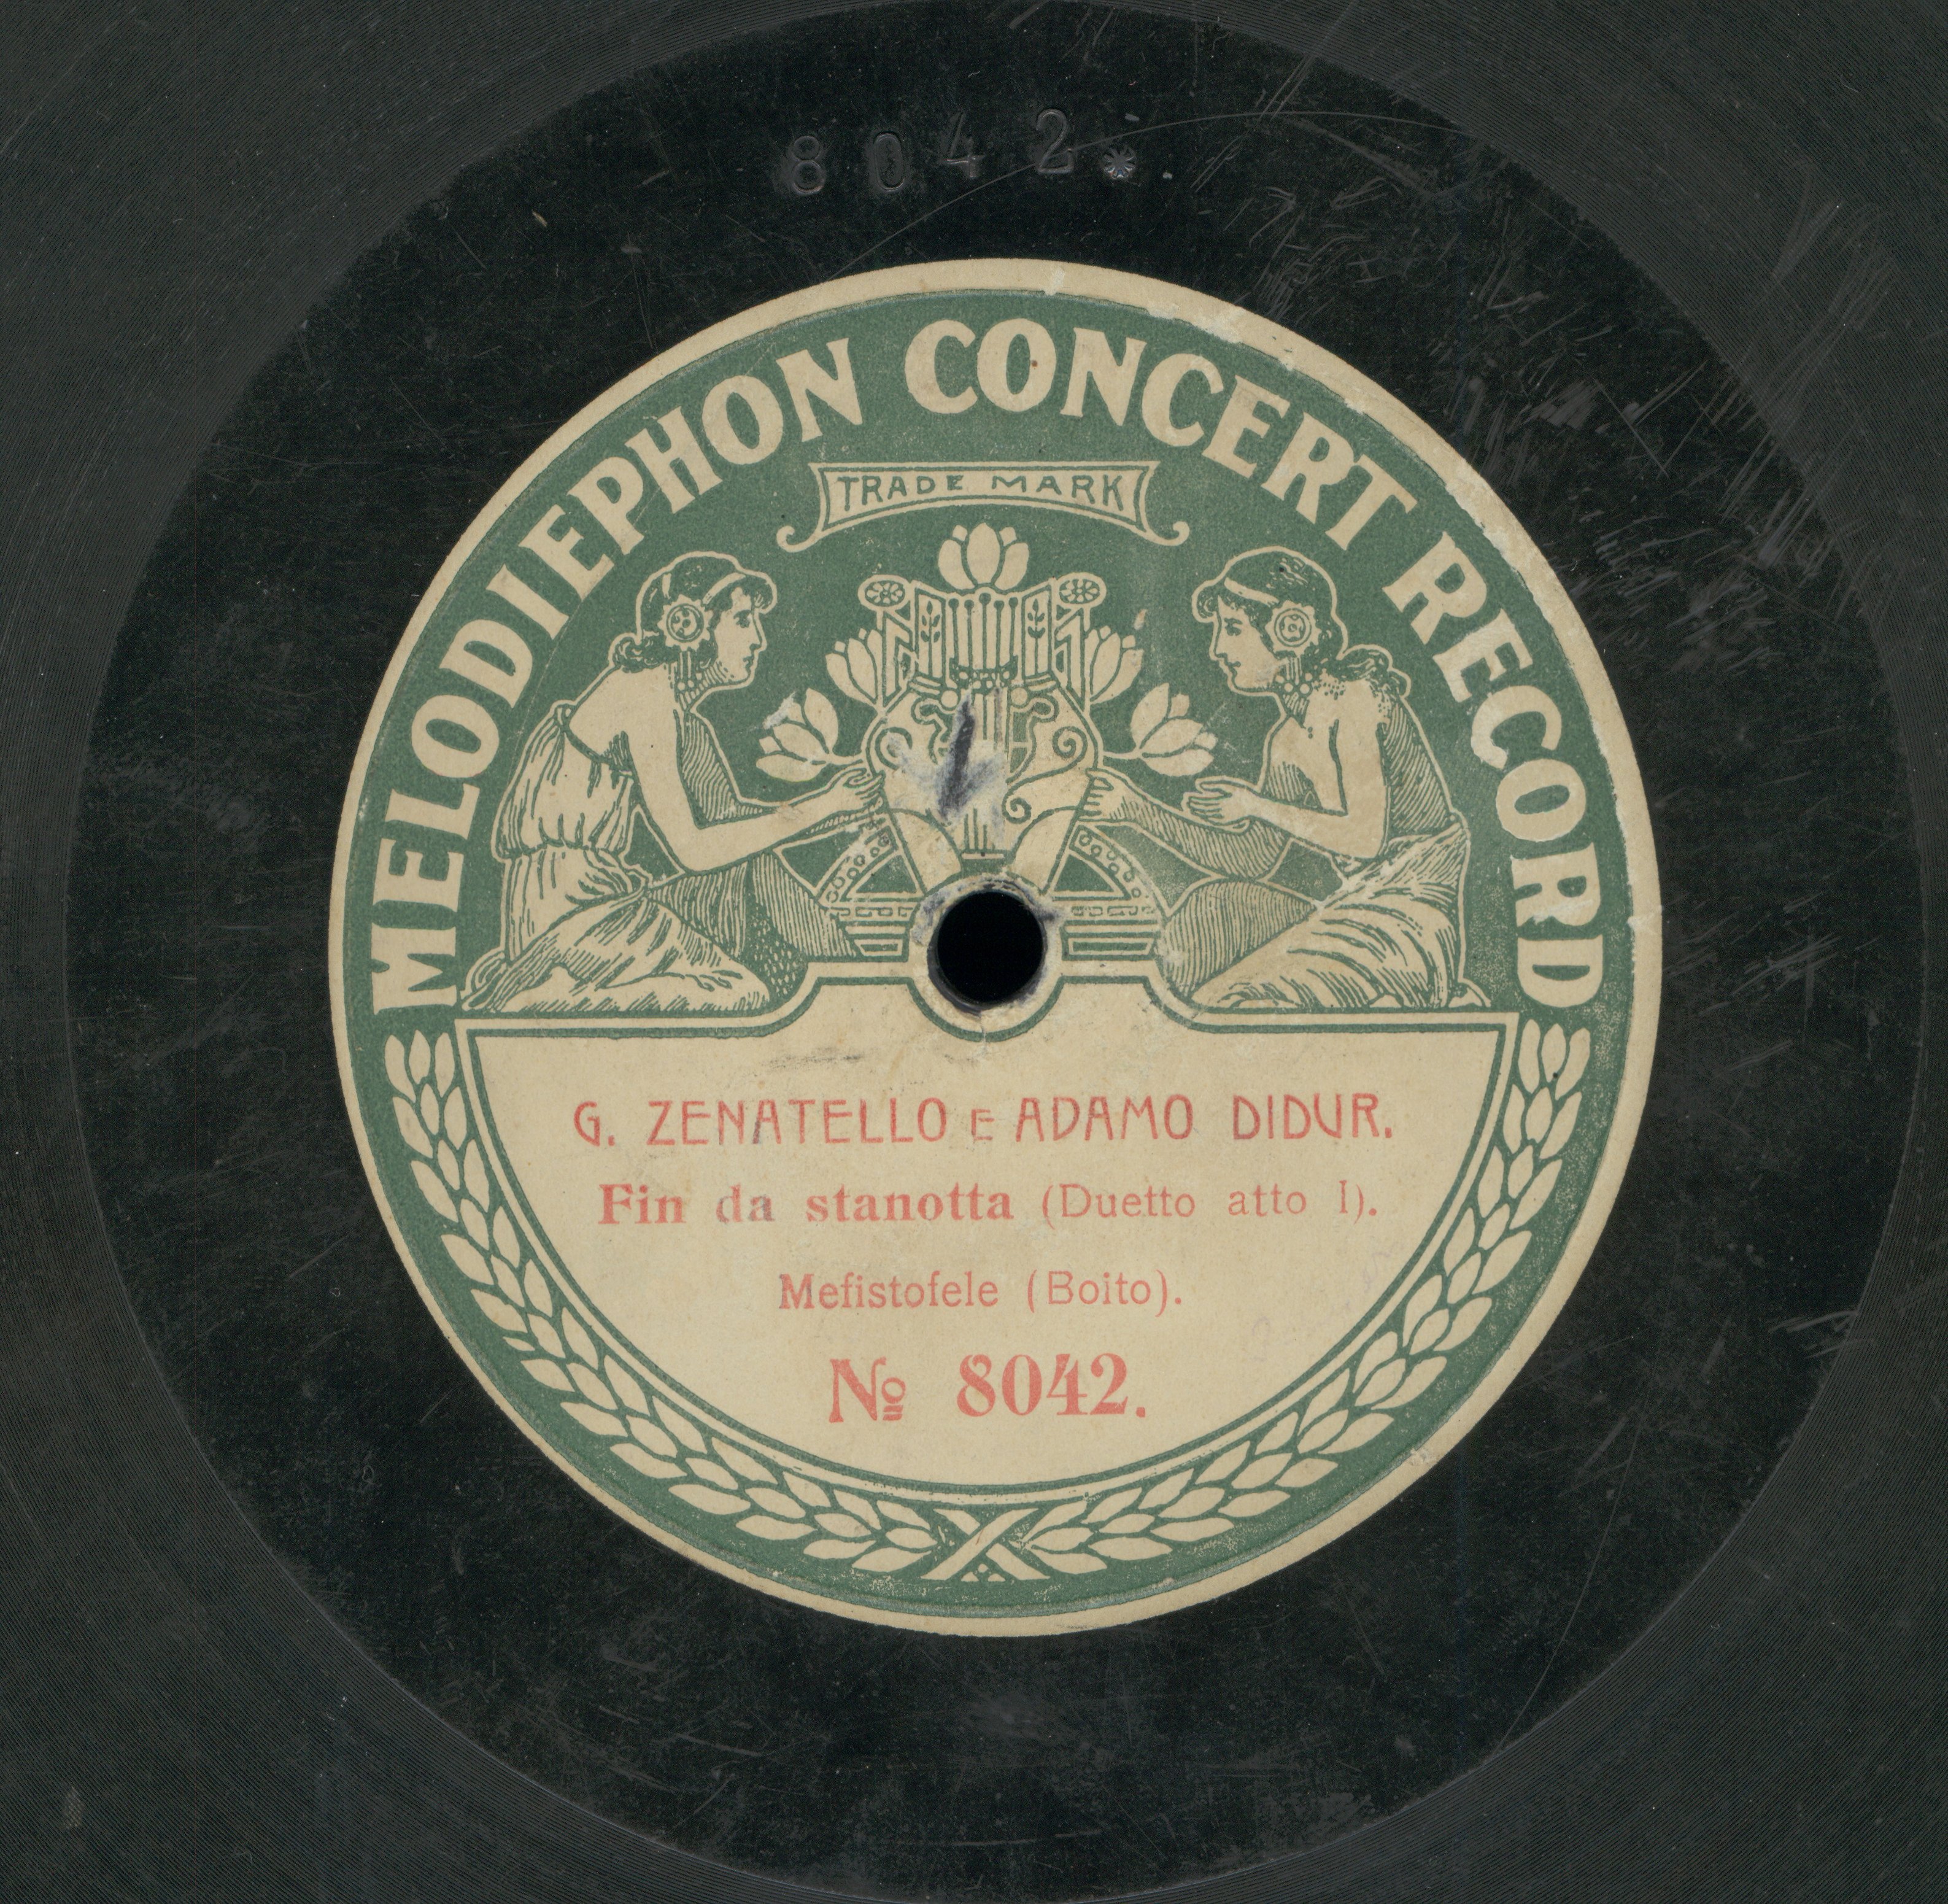 8042*
MELODIEPHON CONCERT RECORD
TRADE MARK
G. ZENATELLO E ADAMO DIDUR.
Fin da stanotta (Duetto atto I).
Mefistofele (Boito).
No 8042.